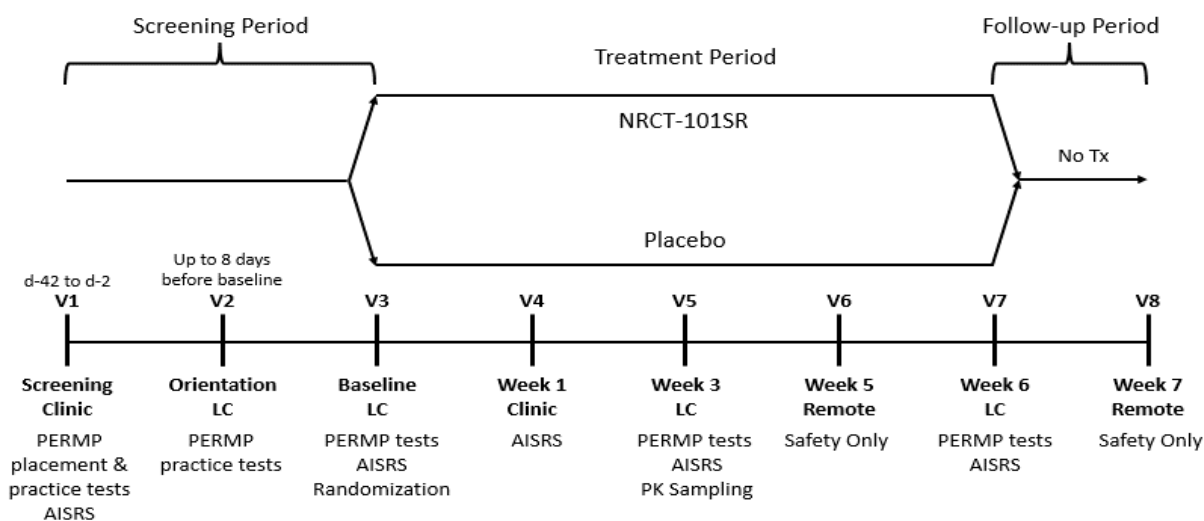 Screening Period
Follow-up Period
Treatment Period
NRCT-101SR
No Tx
Placebo
Up to 8 days
before baseline
d-42 to d-2
V1 V2 V3 V4 V5 V6 V7 V8
Screening
Clinic
PERMP
placement &
practice tests
AISRS
Orientation
LC
PERMP
practice tests
Baseline
LC
PERMP tests
AISRS
Randomization
Week 1
Clinic
AISRS
Week 3
LC
PERMP tests
AISRS
PK Sampling
Week 5
Remote
Safety Only
Week 6
LC
PERMP tests
AISRS
Week 7
Remote
Safety Only